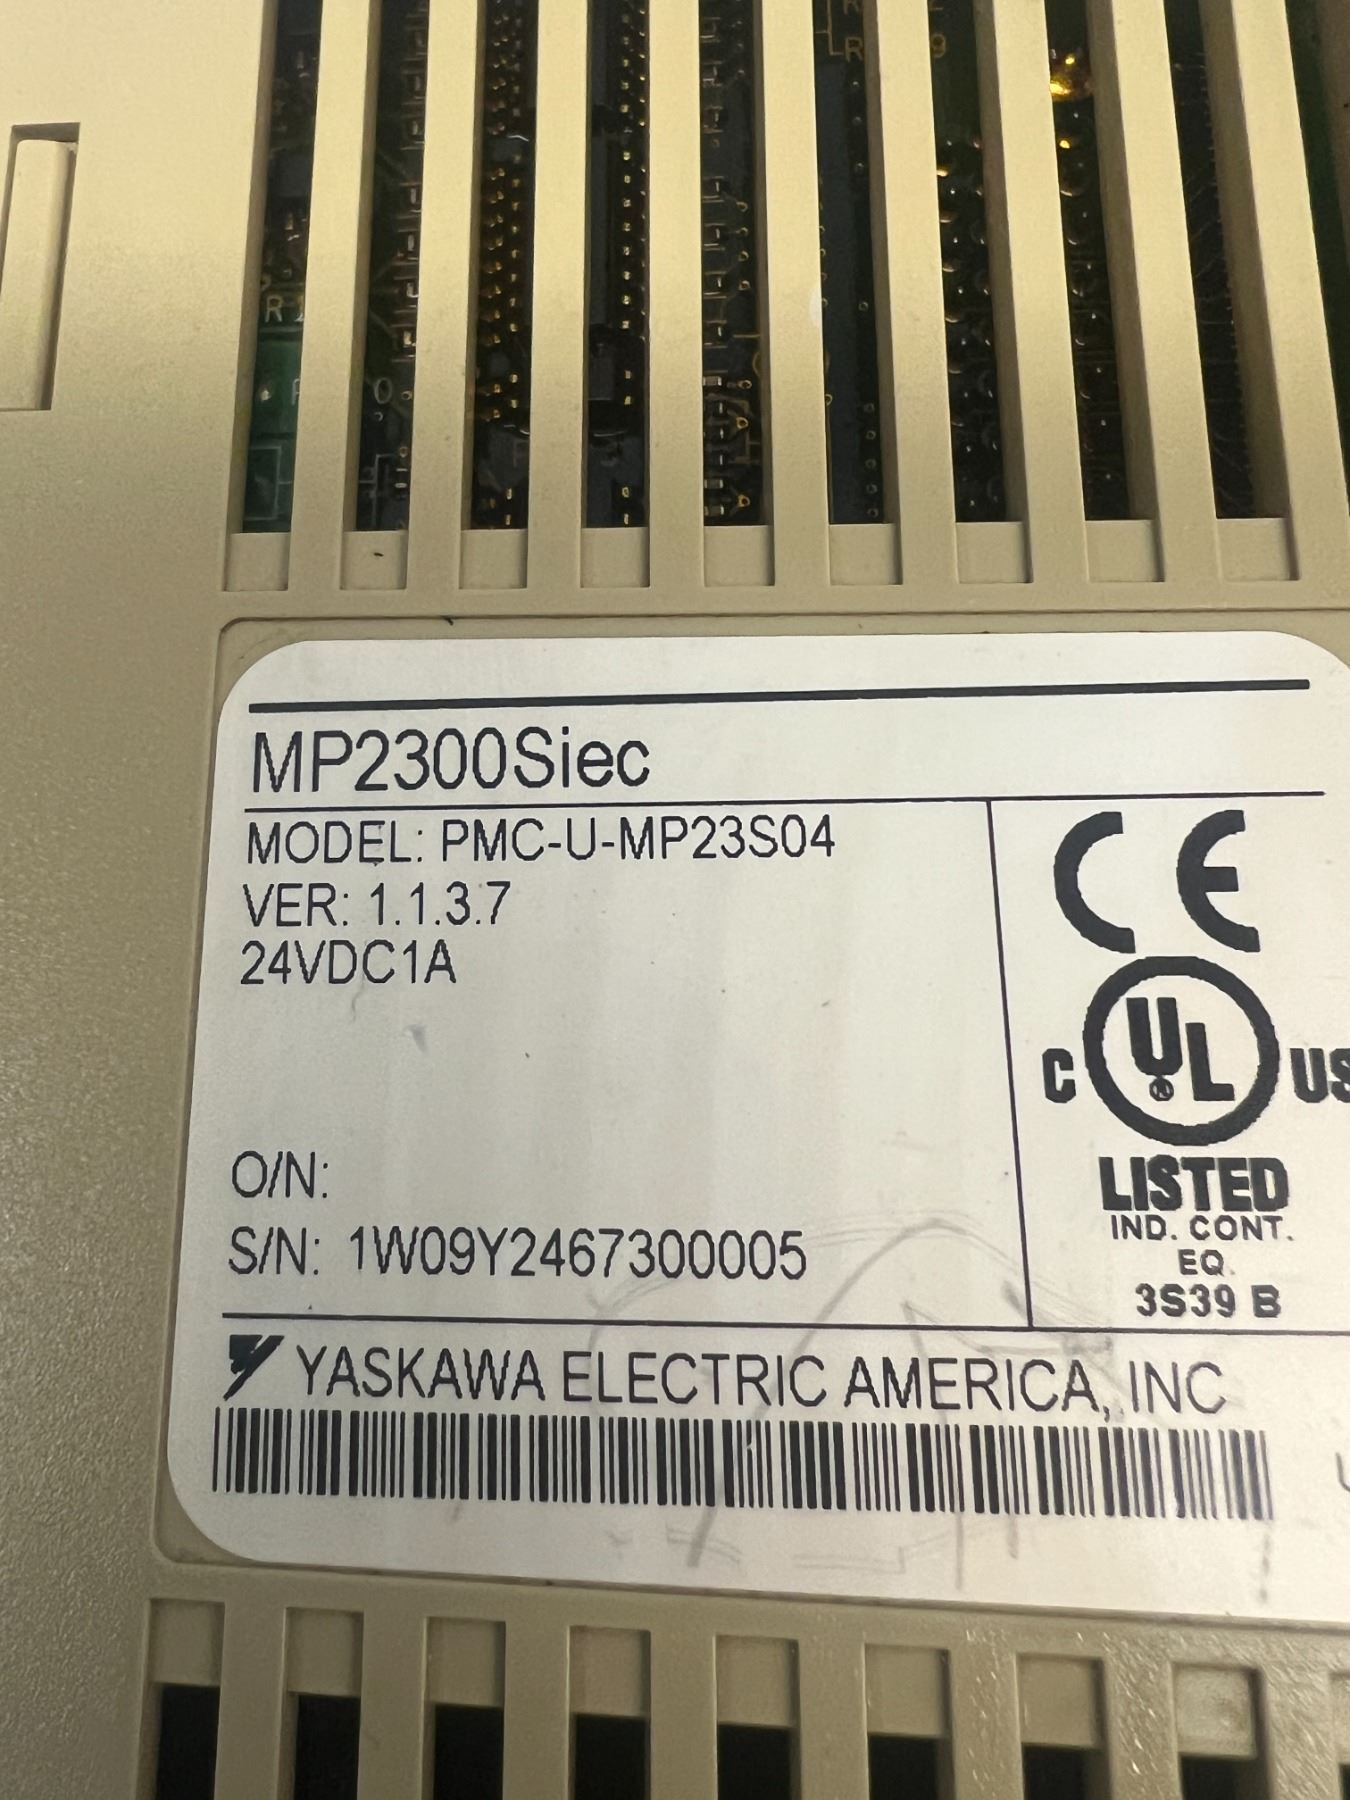 MP2300Siec
MODEL: PMC-U-MP23S04
VER: 1.1.3.7
24VDC1A
O/N:
S/N: 1W09Y2467300005
CE
C UL US
LISTED
IND. CONT.
EQ.
3S39 B
YASKAWA ELECTRIC AMERICA, INC